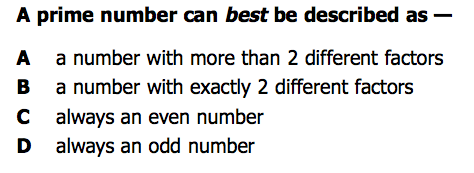 A prime number can best be described as —
A a number with more than 2 different factors
B a number with exactly 2 different factors
C always an even number
D always an odd number